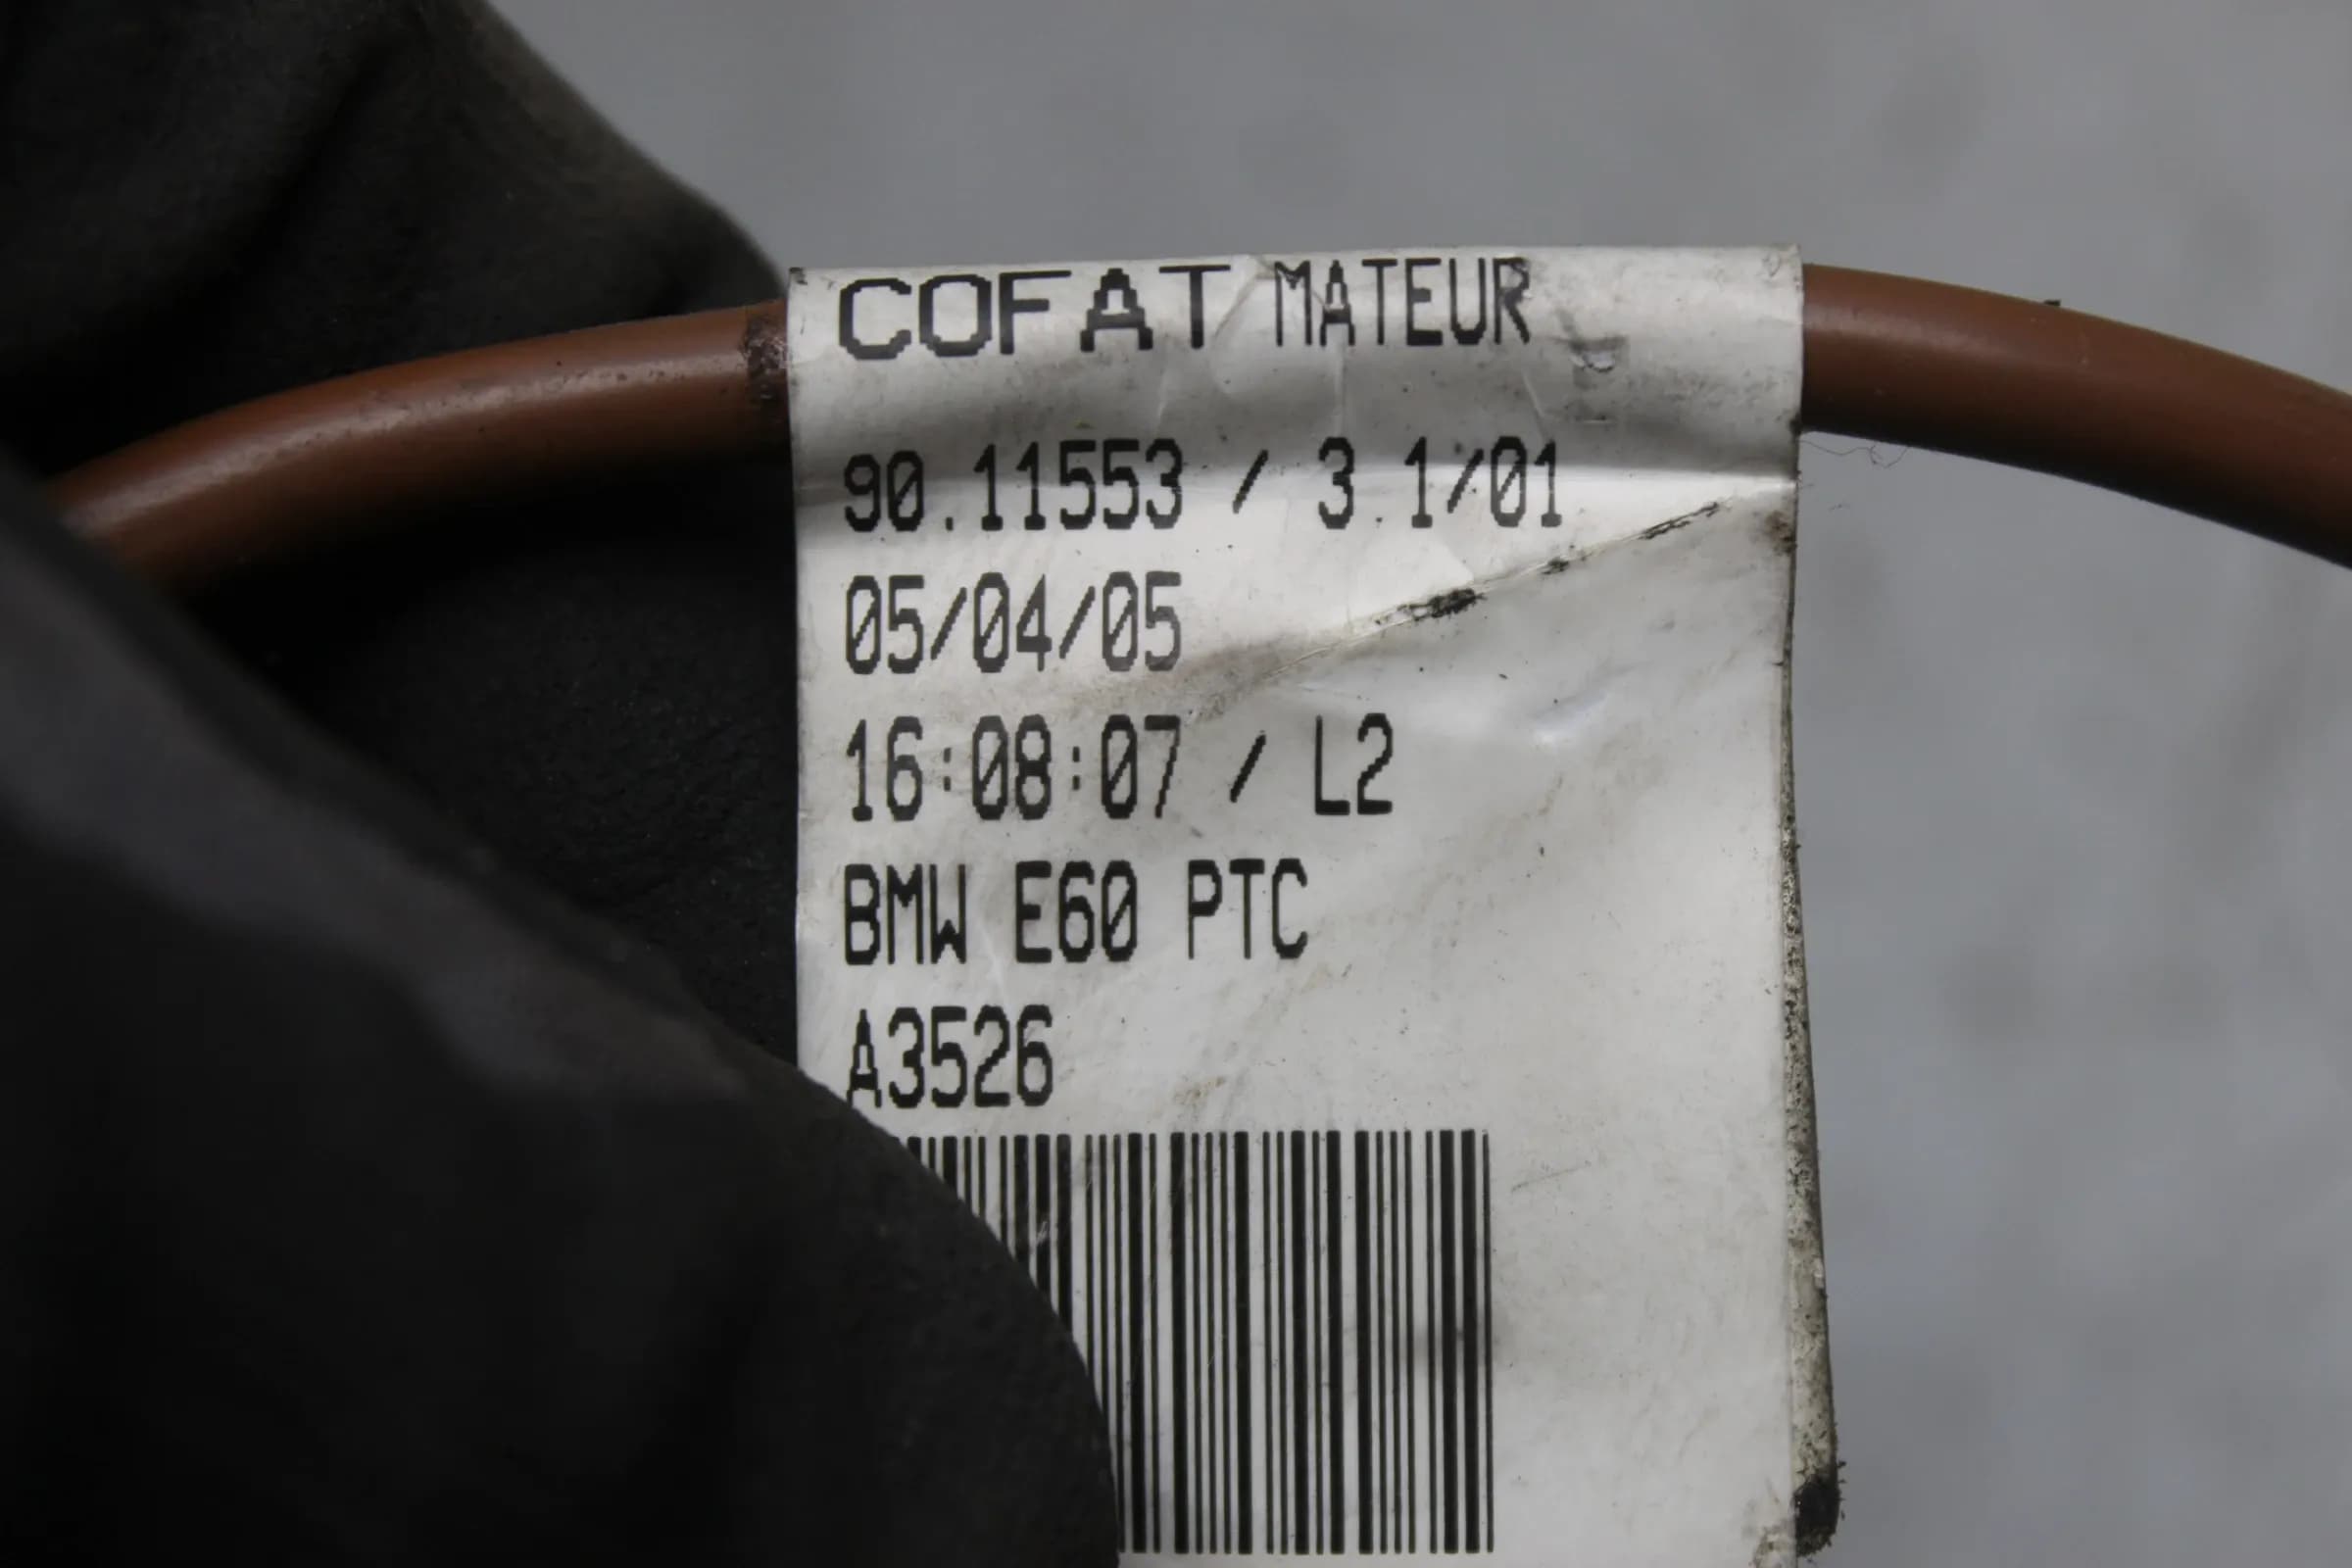 COFAT MATEUR
90.11553 / 3.1/01
05/04/05
16:08:07 / L2
BMW E60 PTC
A3526